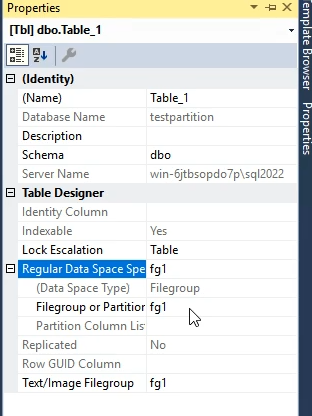 Properties
[Tbl] dbo.Table_1
(Identity)
(Name) Table_1
Database Name testpartition
Description
Schema dbo
Server Name win-6jtbsopdo7p\sql2022
Table Designer
Identity Column
Indexable Yes
Lock Escalation Table
Regular Data Space Spe fg1
(Data Space Type) Filegroup
Filegroup or Partition fg1
Partition Column Lis
Replicated No
Row GUID Column
Text/Image Filegroup fg1
emplate Browser
Properties